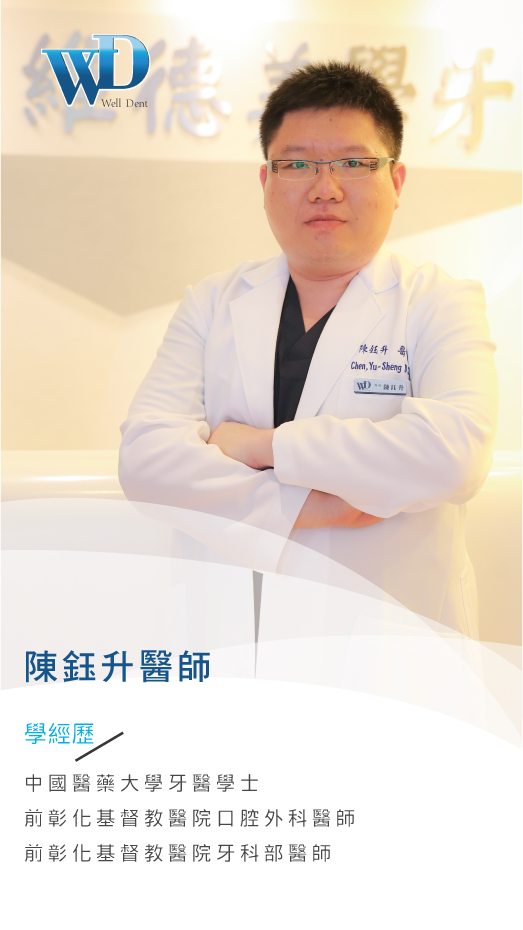 WD
Well Dent
維德美學牙
陳鈺升 醫
Chen, Yu-Sheng
WD 陳鈺升
陳鈺升醫師
學經歷
中國醫藥大學牙醫學士
前彰化基督教醫院口腔外科醫師
前彰化基督教醫院牙科部醫師